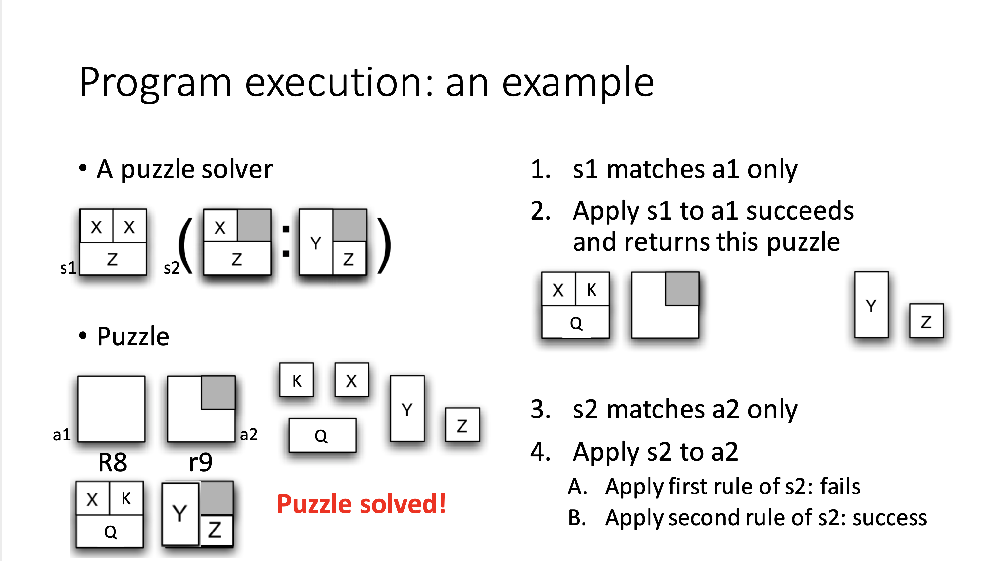 Program execution: an example
• A puzzle solver
X X
Z
s1
s2
(
X
Z
:
Y
Z
)
• Puzzle
a1
a2
K
X
Y
Q
Z
R8
r9
X K
Q
Y
Z
Puzzle solved!
1. s1 matches a1 only
2. Apply s1 to a1 succeeds
and returns this puzzle
X K
Q
Y
Z
3. s2 matches a2 only
4. Apply s2 to a2
A. Apply first rule of s2: fails
B. Apply second rule of s2: success